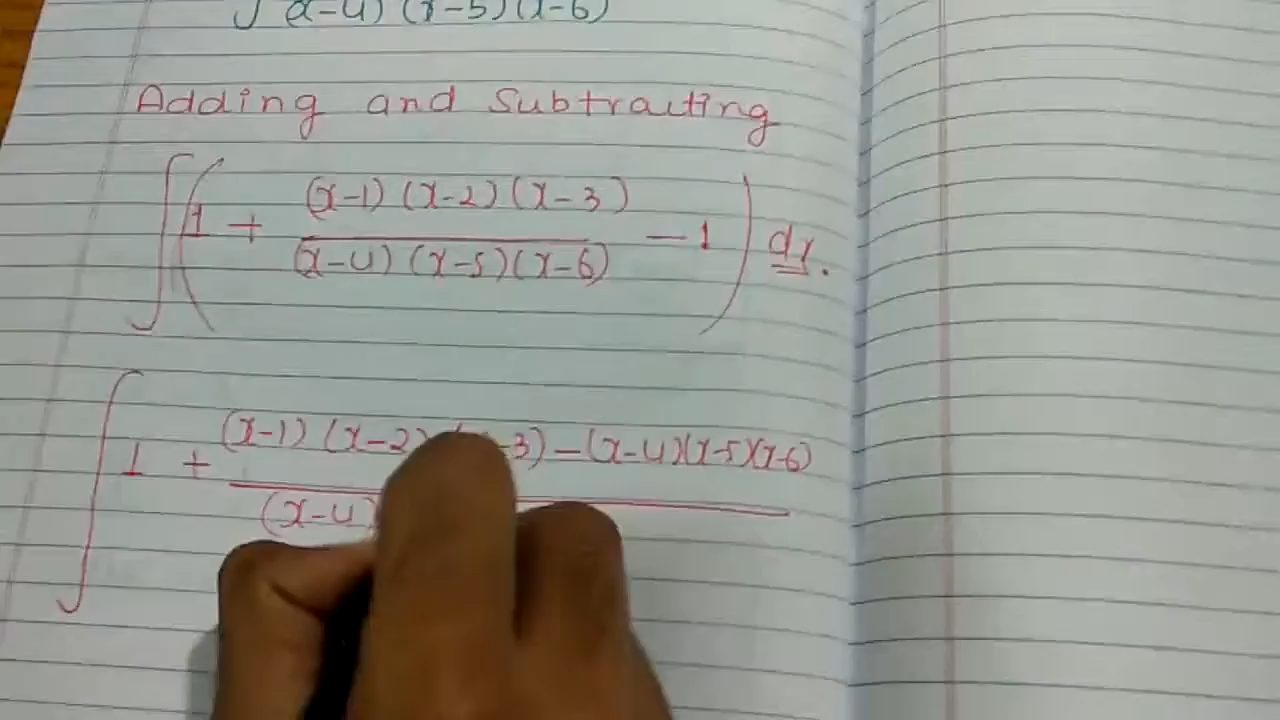 ∫ (x-4) (x-5)(x-6)
Adding and Subtracting
∫(1 + (x-1) (x-2) (x-3)
(x-4) (x-5)(x-6) - 1) dx.
∫ 1 + (x-1) (x-2) -3) - (x-4)(x-5)(x-6)
(x-4)